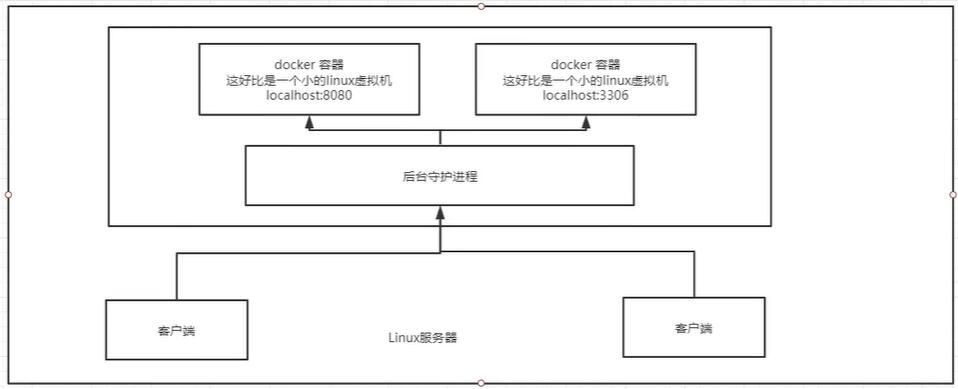 docker 容器
这好比是一个小的linux虚拟机
localhost:8080
docker 容器
这好比是一个小的linux虚拟机
localhost:3306
后台守护进程
客户端
Linux服务器
客户端